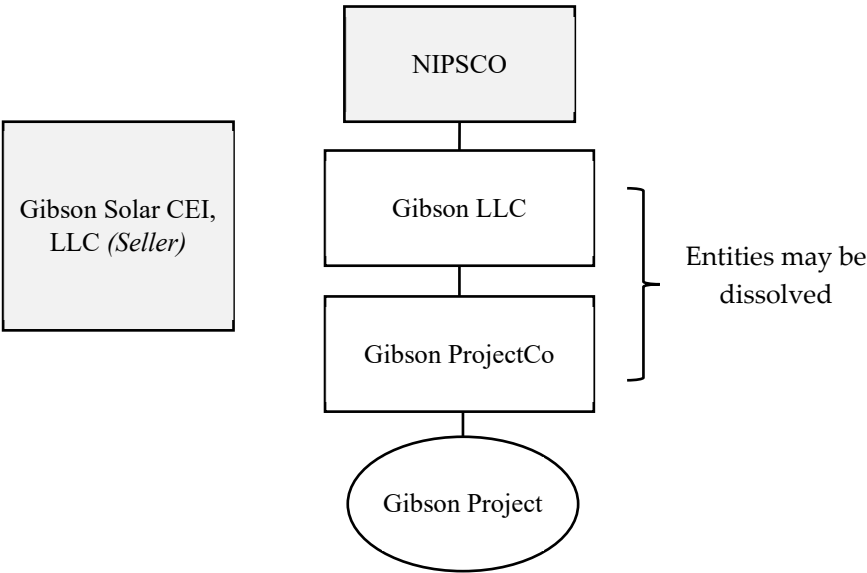 NIPSCO
Gibson Solar CEI,
LLC (Seller)
Gibson LLC
Entities may be
dissolved
Gibson ProjectCo
Gibson Project